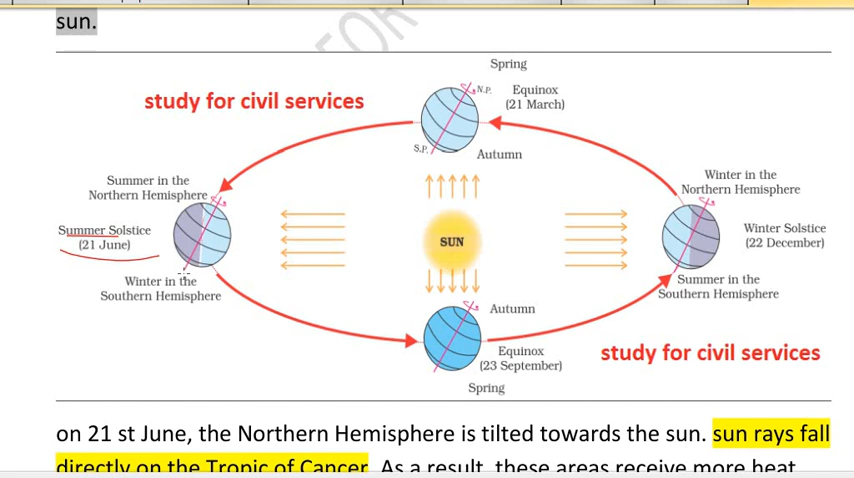 sun.
FOR
Spring
N.P.
Equinox
(21 March)
study for civil services
S.P.
Autumn
Summer in the
Northern Hemisphere
Winter in the
Northern Hemisphere
Summer Solstice
(21 June)
SUN
Winter Solstice
(22 December)
Winter in the
Southern Hemisphere
Summer in the
Southern Hemisphere
Autumn
Equinox
(23 September)
Spring
study for civil services
on 21 st June, the Northern Hemisphere is tilted towards the sun. sun rays fall
directly on the Tropic of Cancer. As a result, these areas receive more heat